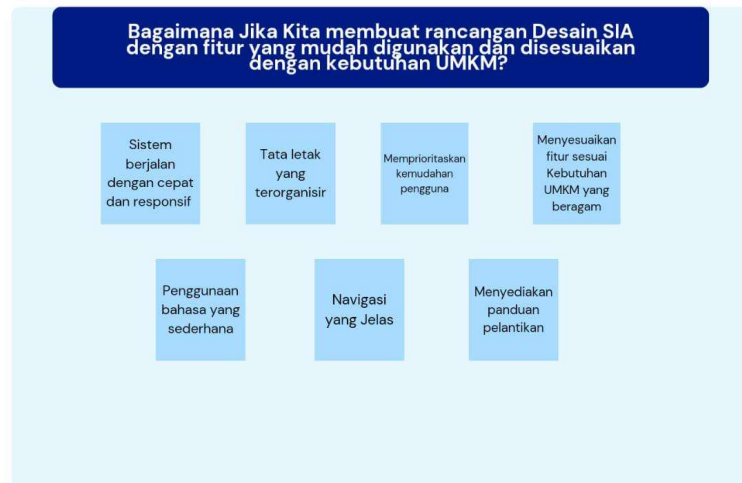 Bagaimana Jika Kita membuat rancangan Desain SIA
dengan fitur yang mudah digunakan dan disesuaikan
dengan kebutuhan UMKM?
Sistem
berjalan
dengan cepat
dan responsif
Tata letak
yang
terorganisir
Memprioritaskan
kemudahan
pengguna
Menyesuaikan
fitur sesuai
Kebutuhan
UMKM yang
beragam
Penggunaan
bahasa yang
sederhana
Navigasi
yang Jelas
Menyediakan
panduan
pelantikan